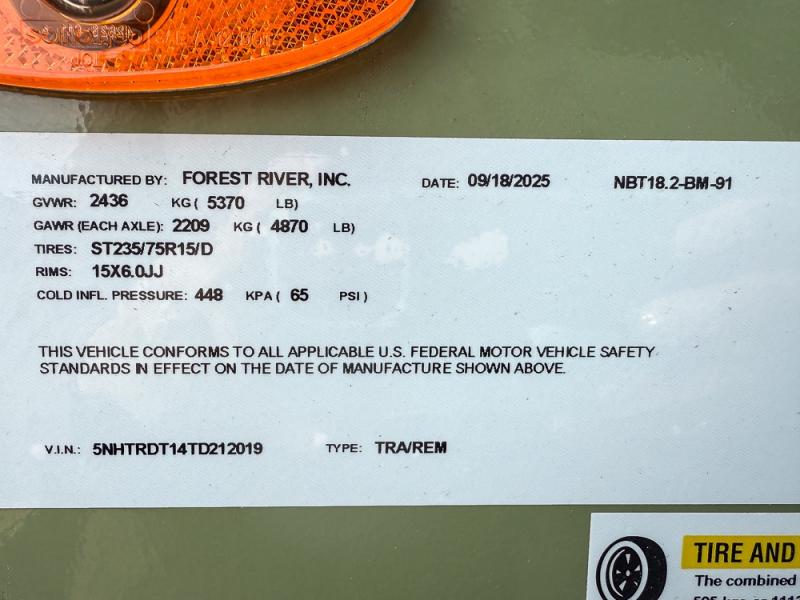 SAE A 12 001
MANUFACTURED BY: FOREST RIVER, INC. DATE: 09/18/2025 NBT18.2-BM-91
GVWR: 2436 KG ( 5370 LB)
GAWR (EACH AXLE): 2209 KG ( 4870 LB)
TIRES: ST235/75R15/D
RIMS: 15X6.0JJ
COLD INFL. PRESSURE: 448 KPA ( 65 PSI )
THIS VEHICLE CONFORMS TO ALL APPLICABLE U.S. FEDERAL MOTOR VEHICLE SAFETY
STANDARDS IN EFFECT ON THE DATE OF MANUFACTURE SHOWN ABOVE.
V.I.N.: 5NHTRDT14TD212019 TYPE: TRA/REM
TIRE AND
The combined